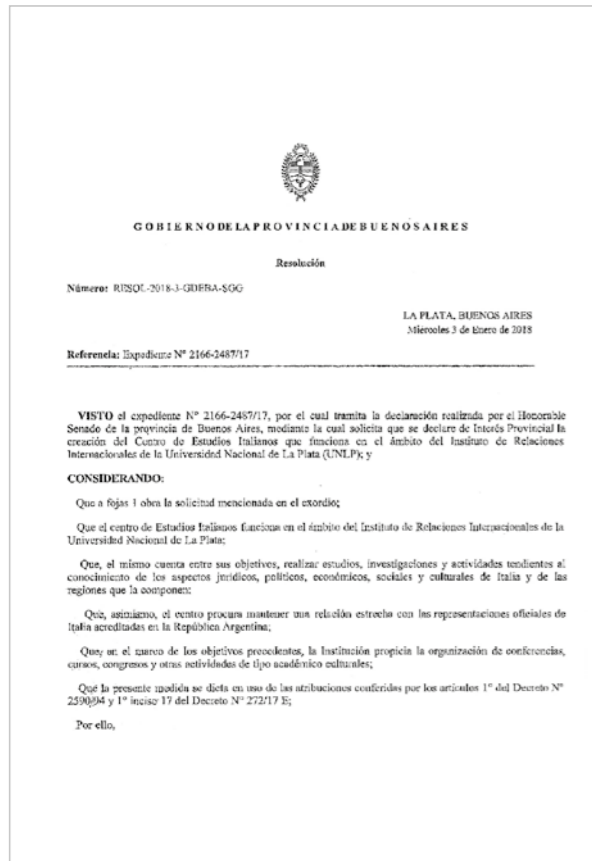 GOBIERNO DE LA PROVINCIA DE BUENOS AIRES
Resolución
Número: RESOL-2018-3-GDEBA-SGG
LA PLATA, BUENOS AIRES
Miércoles 3 de Enero de 2018
Referencia: Expediente N° 2166-2487/17
VISTO el expediente N° 2166-2487/17, por el cual tramita la declaración realizada por el Honorable
Senado de la provincia de Buenos Aires, mediante la cual solicita que se declare de Interés Provincial la
creación del Centro de Estudios Italianos que funciona en el ámbito del Instituto de Relaciones
Internacionales de la Universidad Nacional de La Plata (UNLP); y
CONSIDERANDO:
Que a fojas 1 obra la solicitud mencionada en el exordio;
Que el centro de Estudios Italianos funciona en el ámbito del Instituto de Relaciones Internacionales de la
Universidad Nacional de La Plata;
Que, el mismo cuenta entre sus objetivos, realizar estudios, investigaciones y actividades tendientes al
conocimiento de los aspectos jurídicos, políticos, económicos, sociales y culturales de Italia y de las
regiones que la componen;
Que, asimismo, el centro procura mantener una relación estrecha con las representaciones oficiales de
Italia acreditadas en la República Argentina;
Que, en el marco de los objetivos precedentes, la Institución propicia la organización de conferencias,
cursos, congresos y otras actividades de tipo académico culturales;
Que la presente medida se dicta en uso de las atribuciones conferidas por los artículos 1° del Decreto N°
2590/94 y 1° inciso 17 del Decreto N° 272/17 E;
Por ello,